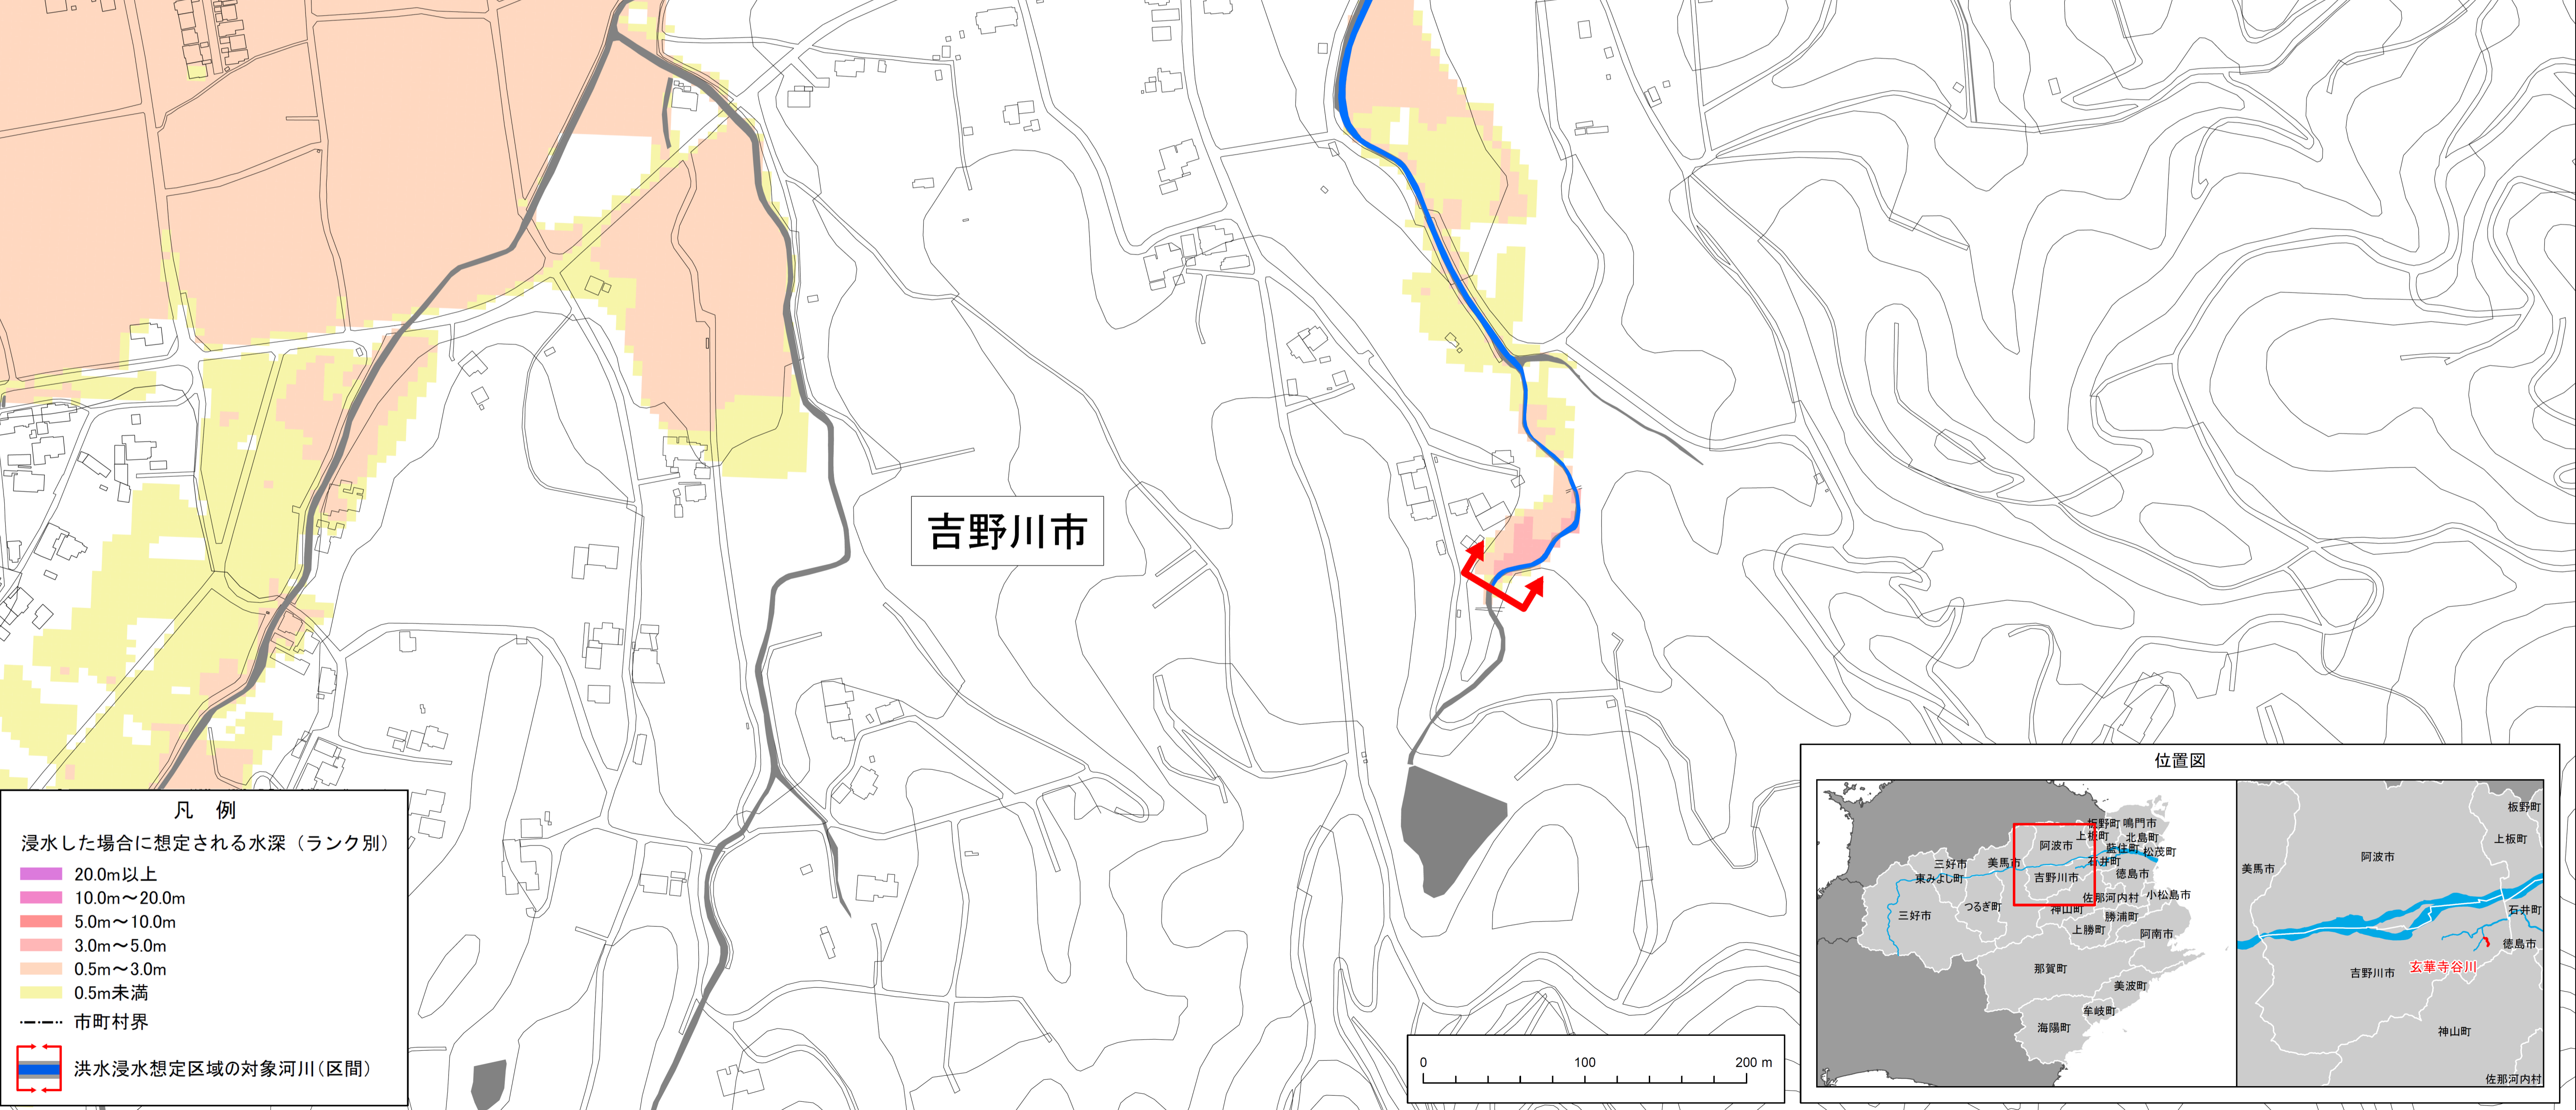 吉野川市
凡 例
浸水した場合に想定される水深（ランク別）
20.0m以上
10.0m～20.0m
5.0m～10.0m
3.0m～5.0m
0.5m～3.0m
0.5m未満
市町村界
洪水浸水想定区域の対象河川（区間）
0 100 200 m
位置図
板野町 鳴門市
上板町 北島町
阿波市 藍住町 松茂町
三好市 美馬市 石井町
東みよし町 吉野川市 徳島市
つるぎ町 佐那河内村 小松島市
三好市 神山町 勝浦町
上勝町 阿南市
那賀町
美波町
牟岐町
海陽町
板野町
上板町
阿波市
美馬市
石井町
徳島市
玄華寺谷川
吉野川市
神山町
佐那河内村